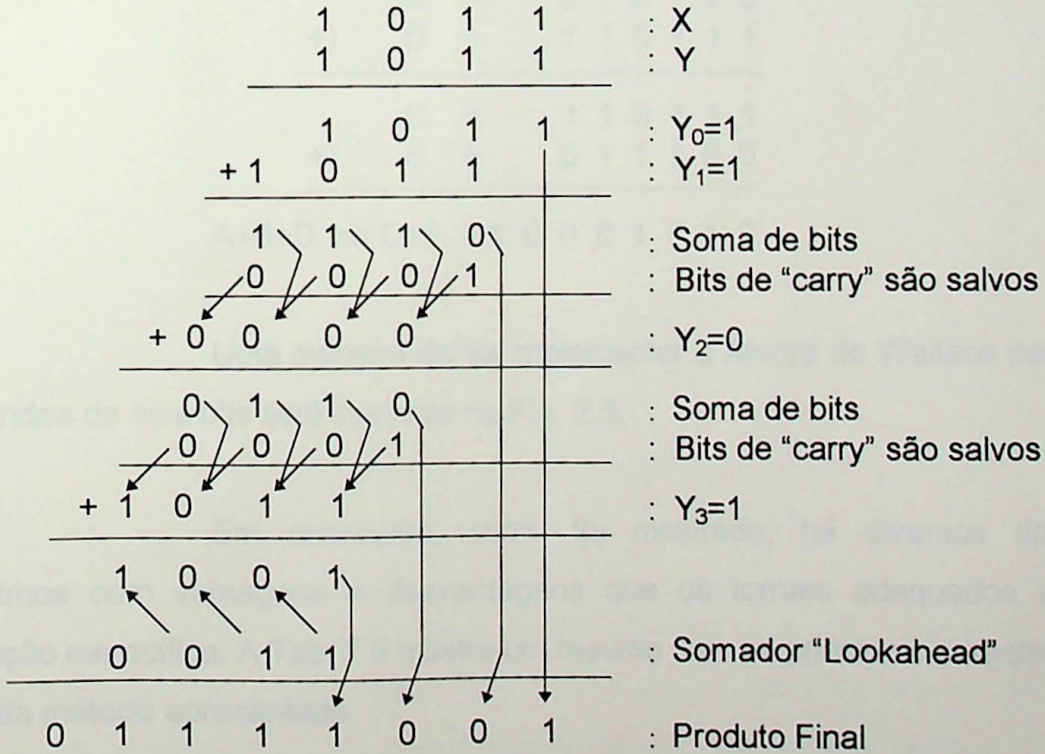 1 0 1 1 : X
1 0 1 1 : Y
1 0 1 1 : Y₀=1
+ 1 0 1 1 : Y₁=1
1 1 1 0 : Soma de bits
0 0 0 1 : Bits de “carry” são salvos
+ 0 0 0 0 : Y₂=0
0 1 1 0 : Soma de bits
0 0 0 1 : Bits de “carry” são salvos
+ 1 0 1 1 : Y₃=1
1 0 0 1
0 0 1 1 : Somador “Lookahead”
0 1 1 1 1 0 0 1 : Produto Final